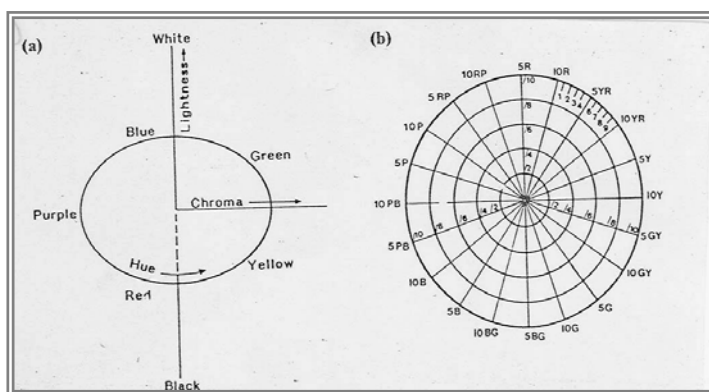 (a)
White
Lightness
Blue
Green
Chroma
Purple
Hue
Yellow
Red
Black
(b)
5R
10R
5YR
10YR
5Y
10Y
5GY
10GY
5G
10G
5BG
10BG
5B
10B
5PB
10PB
5P
10P
5RP
10RP
/10
/8
/6
/4
/2
1 2 3 4 6 7 8 9
/2 /4 /6 /8 /10
/10 /8 /6 /4 /2